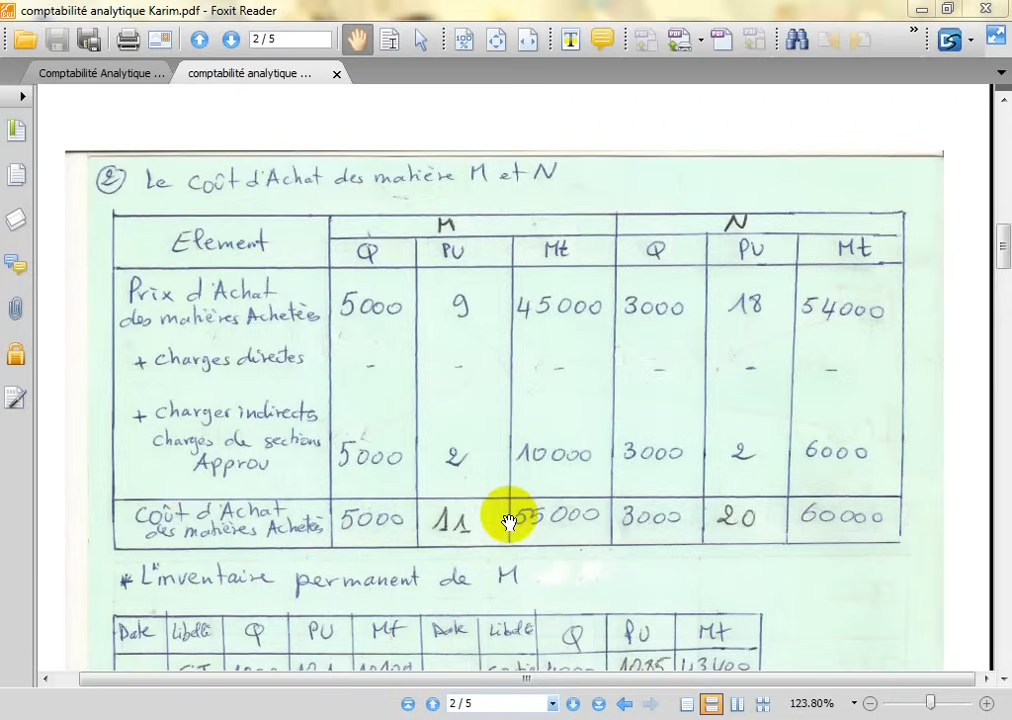 comptabilité analytique Karim.pdf - Foxit Reader
2 / 5
Comptabilité Analytique ...
comptabilité analytique ...
② Le coût d'Achat des matière M et N
Element M N
Q PU Mt Q PU Mt
Prix d'Achat
des matières Achetées 5000 9 45000 3000 18 54000
+ charges directes - - - - - -
+ charges indirects
charges de sections
Approv 5000 2 10000 3000 2 6000
Coût d'Achat
des matières Achetés 5000 11 55000 3000 20 60000
* L'inventaire permanent de M
Date Libellé Q PU Mt Date Libellé Q PU Mt
2 / 5
123.80%